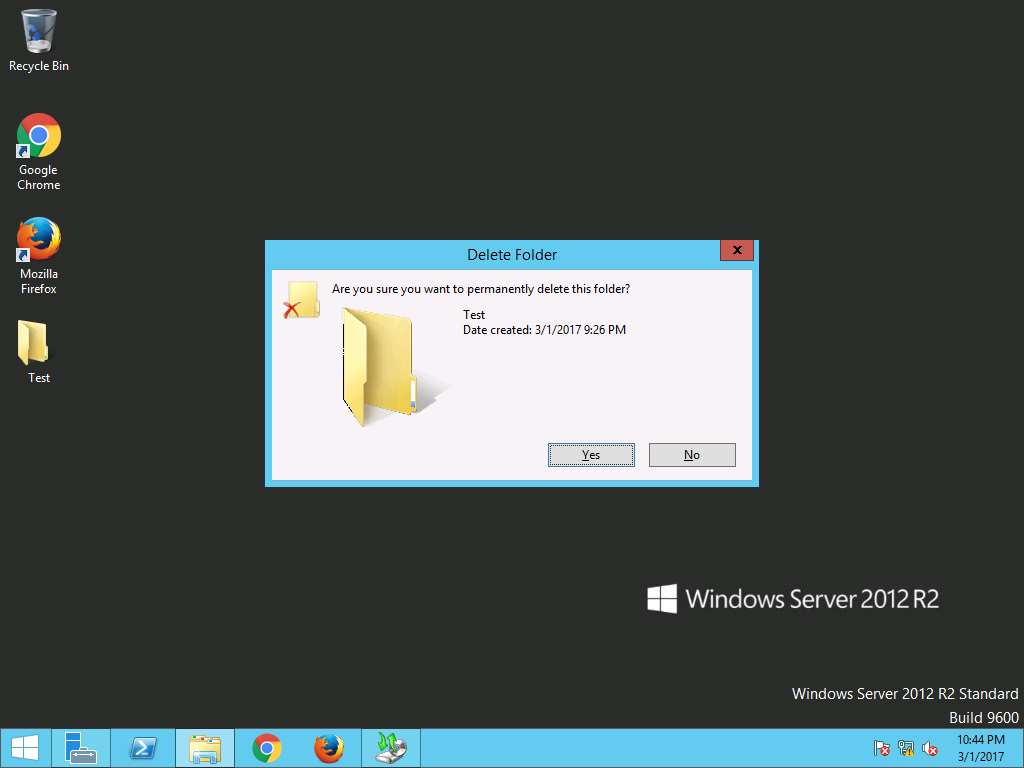 Recycle Bin
Google
Chrome
Mozilla
Firefox
Test
Delete Folder
Are you sure you want to permanently delete this folder?
Test
Date created: 3/1/2017 9:26 PM
Yes
No
Windows Server 2012 R2
Windows Server 2012 R2 Standard
Build 9600
10:44 PM
3/1/2017